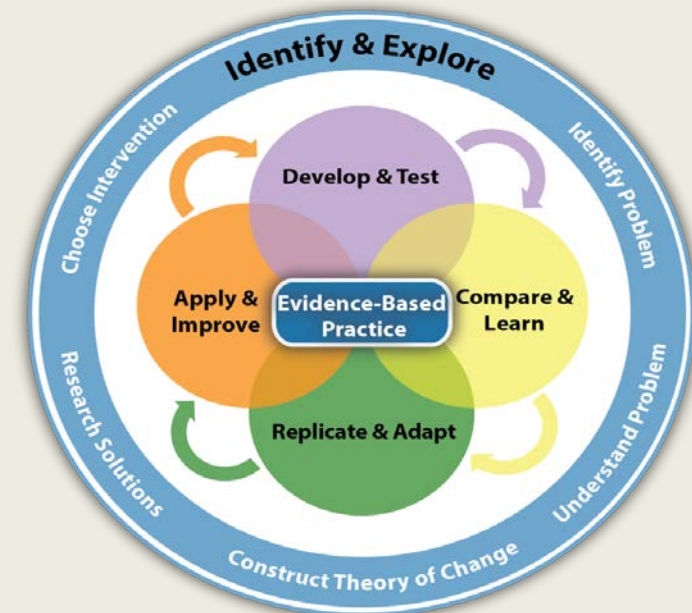 Identify & Explore
Identify Problem
Understand Problem
Construct Theory of Change
Research Solutions
Choose Intervention
Develop & Test
Compare &
Learn
Replicate & Adapt
Apply &
Improve
Evidence-Based
Practice